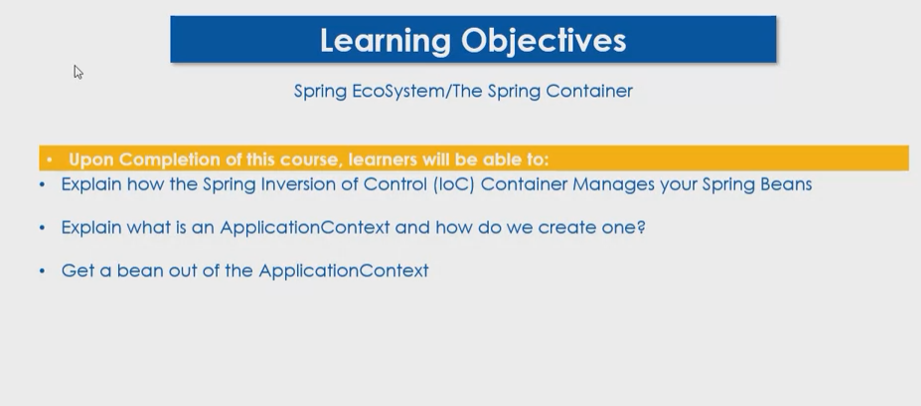 Learning Objectives
Spring EcoSystem/The Spring Container
• Upon Completion of this course, learners will be able to:
• Explain how the Spring Inversion of Control (IoC) Container Manages your Spring Beans
• Explain what is an ApplicationContext and how do we create one?
• Get a bean out of the ApplicationContext